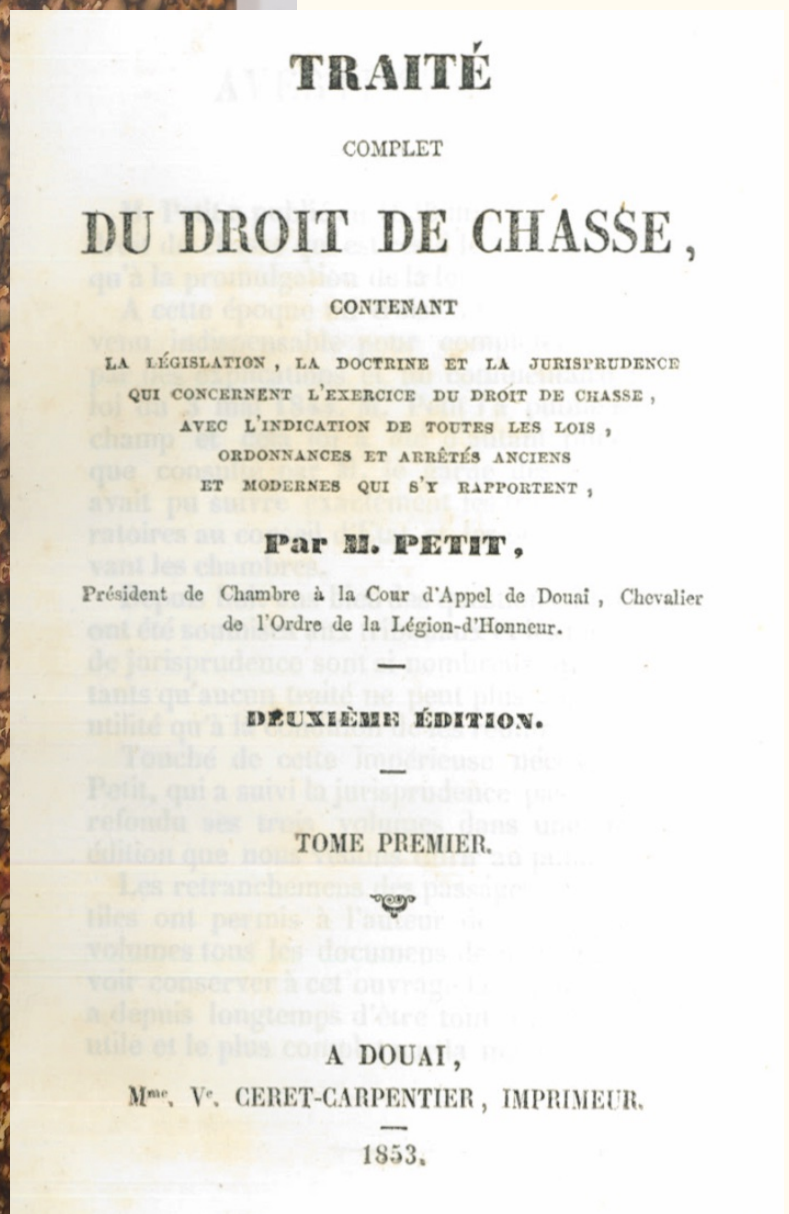 TRAITÉ
COMPLET
DU DROIT DE CHASSE,
CONTENANT
LA LÉGISLATION, LA DOCTRINE ET LA JURISPRUDENCE
QUI CONCERNENT L'EXERCICE DU DROIT DE CHASSE,
AVEC L'INDICATION DE TOUTES LES LOIS,
ORDONNANCES ET ARRÊTÉS ANCIENS
ET MODERNES QUI S'Y RAPPORTENT,
Par M. PETIT,
Président de Chambre à la Cour d'Appel de Douai, Chevalier
de l'Ordre de la Légion-d'Honneur.
DEUXIÈME ÉDITION.
TOME PREMIER.
A DOUAI,
Mme. Ve. CERET-CARPENTIER, IMPRIMEUR.
1853.